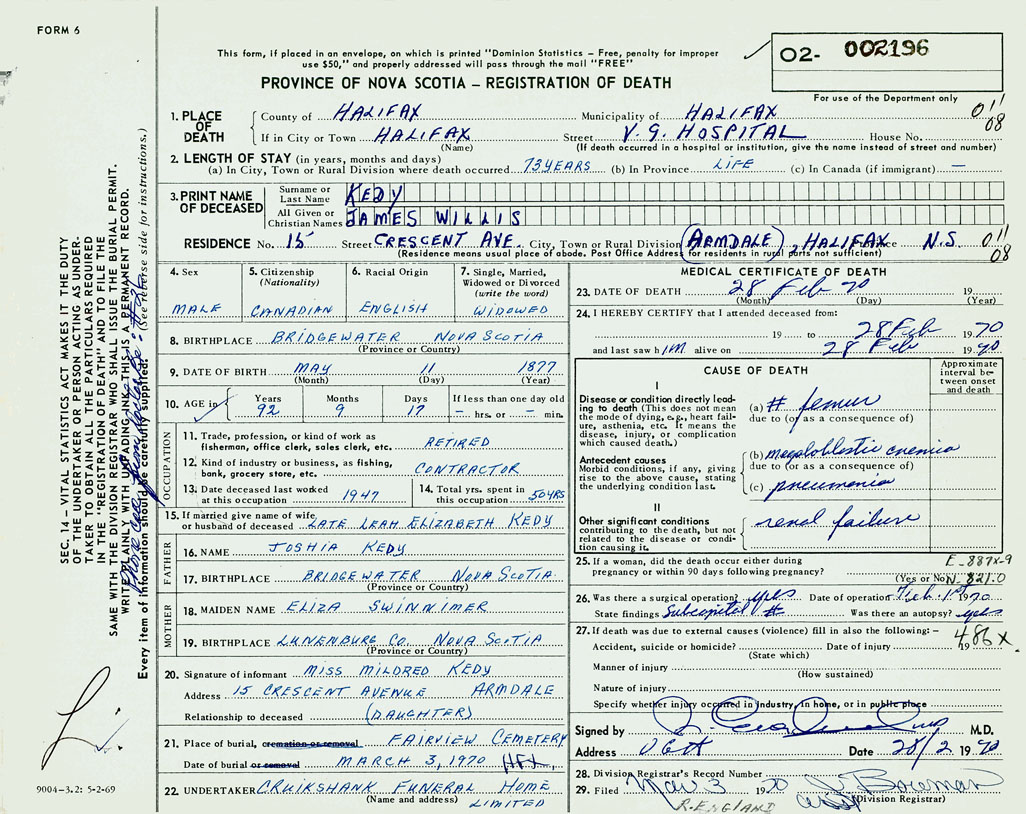 FORM 6
This form, if placed in an envelope, on which is printed "Dominion Statistics – Free, penalty for improper
use $50," and properly addressed will pass through the mail "FREE"
PROVINCE OF NOVA SCOTIA – REGISTRATION OF DEATH
O2- 002196
For use of the Department only
1. PLACE OF DEATH
County of HALIFAX Municipality of HALIFAX 011
08
If in City or Town HALIFAX Street V.G. HOSPITAL House No.
(Name) (If death occurred in a hospital or institution, give the name instead of street and number)
2. LENGTH OF STAY (in years, months and days)
(a) In City, Town or Rural Division where death occurred 73 YEARS (b) In Province LIFE (c) In Canada (if immigrant) —
3. PRINT NAME OF DECEASED
Surname or Last Name KEDY
All Given or Christian Names JAMES WILLIS
RESIDENCE No. 15 Street CRESCENT AVE. City, Town or Rural Division ARMDALE, HALIFAX N.S 011
08
(Residence means usual place of abode. Post Office Address for residents in rural parts not sufficient)
4. Sex
MALE
5. Citizenship (Nationality)
CANADIAN
6. Racial Origin
ENGLISH
7. Single, Married, Widowed or Divorced (write the word)
WIDOWED
8. BIRTHPLACE BRIDGEWATER NOVA SCOTIA
(Province or Country)
9. DATE OF BIRTH MAY 11 1877
(Month) (Day) (Year)
10. AGE in
Years Months Days If less than one day old
92 9 17 – hrs. or – min.
OCCUPATION
11. Trade, profession, or kind of work as fisherman, office clerk, sales clerk, etc. RETIRED
12. Kind of industry or business, as fishing, bank, grocery store, etc. CONTRACTOR
13. Date deceased last worked at this occupation 1947
14. Total yrs. spent in this occupation 50 YRS
15. If married give name of wife or husband of deceased LATE LEAH ELIZABETH KEDY
FATHER
16. NAME JOSHIA KEDY
17. BIRTHPLACE BRIDGEWATER NOVA SCOTIA
(Province or Country)
MOTHER
18. MAIDEN NAME ELIZA SWINNIMER
19. BIRTHPLACE LUNENBURG CO. NOVA SCOTIA
(Province or Country)
20. Signature of informant MISS MILDRED KEDY
Address 15 CRESCENT AVENUE ARMDALE
Relationship to deceased (DAUGHTER)
21. Place of burial, cremation or removal FAIRVIEW CEMETERY
Date of burial or removal MARCH 3, 1970 HFX
22. UNDERTAKER CRUIKSHANK FUNERAL HOME
(Name and address) LIMITED
MEDICAL CERTIFICATE OF DEATH
23. DATE OF DEATH 28 Feb 70 19
(Month) (Day) (Year)
24. I HEREBY CERTIFY that I attended deceased from:
19 to 28 Feb 1970
and last saw him alive on 28 Feb 1970
CAUSE OF DEATH
Approximate interval between onset and death
I
Disease or condition directly leading to death (This does not mean the mode of dying, e.g., heart failure, asthenia, etc. It means the disease, injury, or complication which caused death.)
(a) # femur
due to (or as a consequence of)
Antecedent causes
Morbid conditions, if any, giving rise to the above cause, stating the underlying condition last.
(b) megaloblastic anemia
due to (or as a consequence of)
(c) pneumonia
II
Other significant conditions contributing to the death, but not related to the disease or condition causing it.
renal failure
25. If a woman, did the death occur either during pregnancy or within 90 days following pregnancy?
(Yes or No)
E-887X-9
N-821.0
26. Was there a surgical operation? yes Date of operation Feb. 1st 1970
State findings Subcapital # Was there an autopsy? yes
27. If death was due to external causes (violence) fill in also the following: –
486X
Accident, suicide or homicide? Date of injury 19
(State which)
Manner of injury
(How sustained)
Nature of injury
Specify whether injury occurred in industry, in home, or in public place
Signed by M.D.
Address Date 28/2 1970
28. Division Registrar's Record Number
29. Filed Mar 3 1970 J. Bowman
(Division Registrar)
R. ENGLAND
SEC. 14 – VITAL STATISTICS ACT MAKES IT THE DUTY
OF THE UNDERTAKER OR PERSON ACTING AS UNDER-
TAKER TO OBTAIN ALL THE PARTICULARS REQUIRED
IN THE "REGISTRATION OF DEATH" AND TO FILE THE
SAME WITH THE DIVISION REGISTRAR WHO SHALL ISSUE THE BURIAL PERMIT.
WRITE PLAINLY WITH UNFADING INK. THIS IS A PERMANENT RECORD.
Every item of information should be carefully supplied. (See reverse side for instructions.)
9004-3.2: 5-2-69